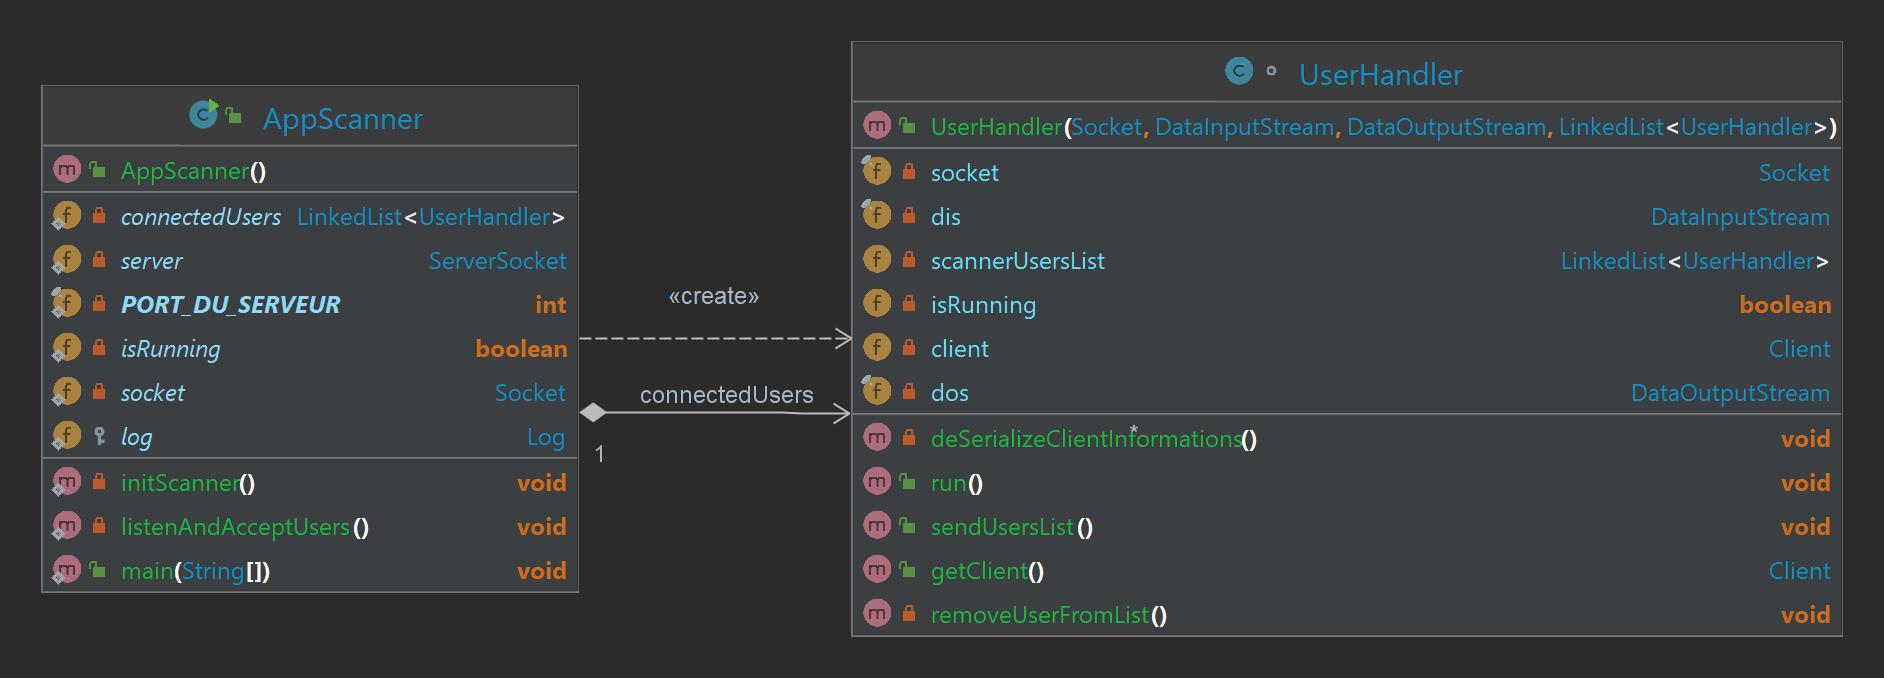 AppScanner
AppScanner()
connectedUsers LinkedList<UserHandler>
server ServerSocket
PORT_DU_SERVEUR int
isRunning boolean
socket Socket
log Log
initScanner() void
listenAndAcceptUsers() void
main(String[]) void
«create»
connectedUsers
1
*
UserHandler
UserHandler(Socket, DataInputStream, DataOutputStream, LinkedList<UserHandler>)
socket Socket
dis DataInputStream
scannerUsersList LinkedList<UserHandler>
isRunning boolean
client Client
dos DataOutputStream
deSerializeClientInformations() void
run() void
sendUsersList() void
getClient() Client
removeUserFromList() void